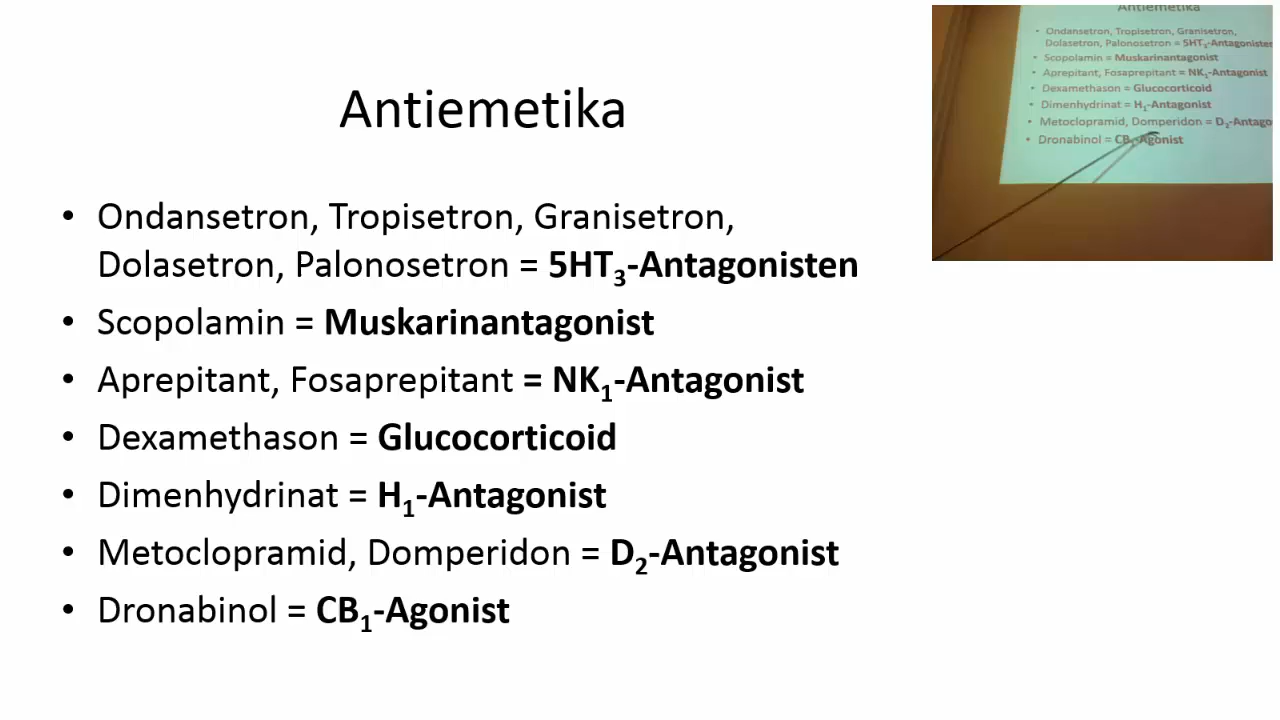 Antiemetika
• Ondansetron, Tropisetron, Granisetron,
Dolasetron, Palonosetron = 5HT₃-Antagonisten
• Scopolamin = Muskarinantagonist
• Aprepitant, Fosaprepitant = NK₁-Antagonist
• Dexamethason = Glucocorticoid
• Dimenhydrinat = H₁-Antagonist
• Metoclopramid, Domperidon = D₂-Antagonist
• Dronabinol = CB₁-Agonist
Antiemetika
• Ondansetron, Tropisetron, Granisetron,
Dolasetron, Palonosetron = 5HT₃-Antagonisten
• Scopolamin = Muskarinantagonist
• Aprepitant, Fosaprepitant = NK₁-Antagonist
• Dexamethason = Glucocorticoid
• Dimenhydrinat = H₁-Antagonist
• Metoclopramid, Domperidon = D₂-Antago
• Dronabinol = CB₁-Agonist